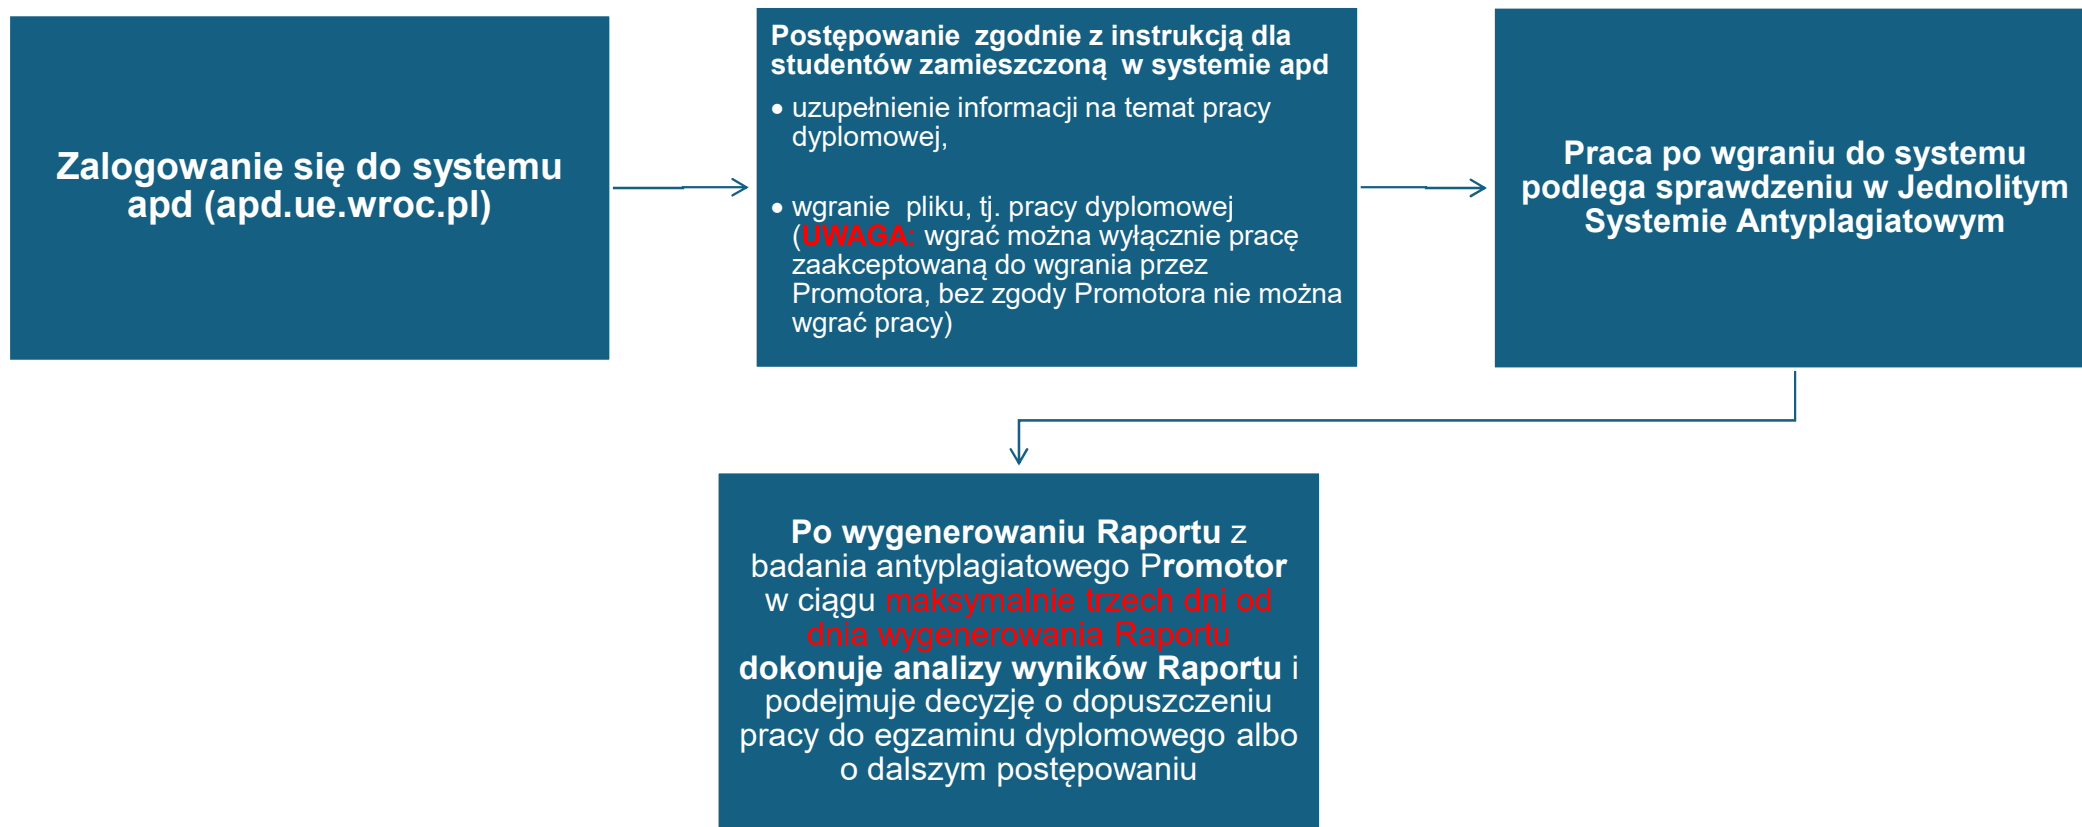 Zalogowanie się do systemu
apd (apd.ue.wroc.pl)
Postępowanie zgodnie z instrukcją dla
studentów zamieszczoną w systemie apd
• uzupełnienie informacji na temat pracy
dyplomowej,
• wgranie pliku, tj. pracy dyplomowej
(UWAGA: wgrać można wyłącznie pracę
zaakceptowaną do wgrania przez
Promotora, bez zgody Promotora nie można
wgrać pracy)
Praca po wgraniu do systemu
podlega sprawdzeniu w Jednolitym
Systemie Antyplagiatowym
Po wygenerowaniu Raportu z
badania antyplagiatowego Promotor
w ciągu maksymalnie trzech dni od
dnia wygenerowania Raportu
dokonuje analizy wyników Raportu i
podejmuje decyzję o dopuszczeniu
pracy do egzaminu dyplomowego albo
o dalszym postępowaniu